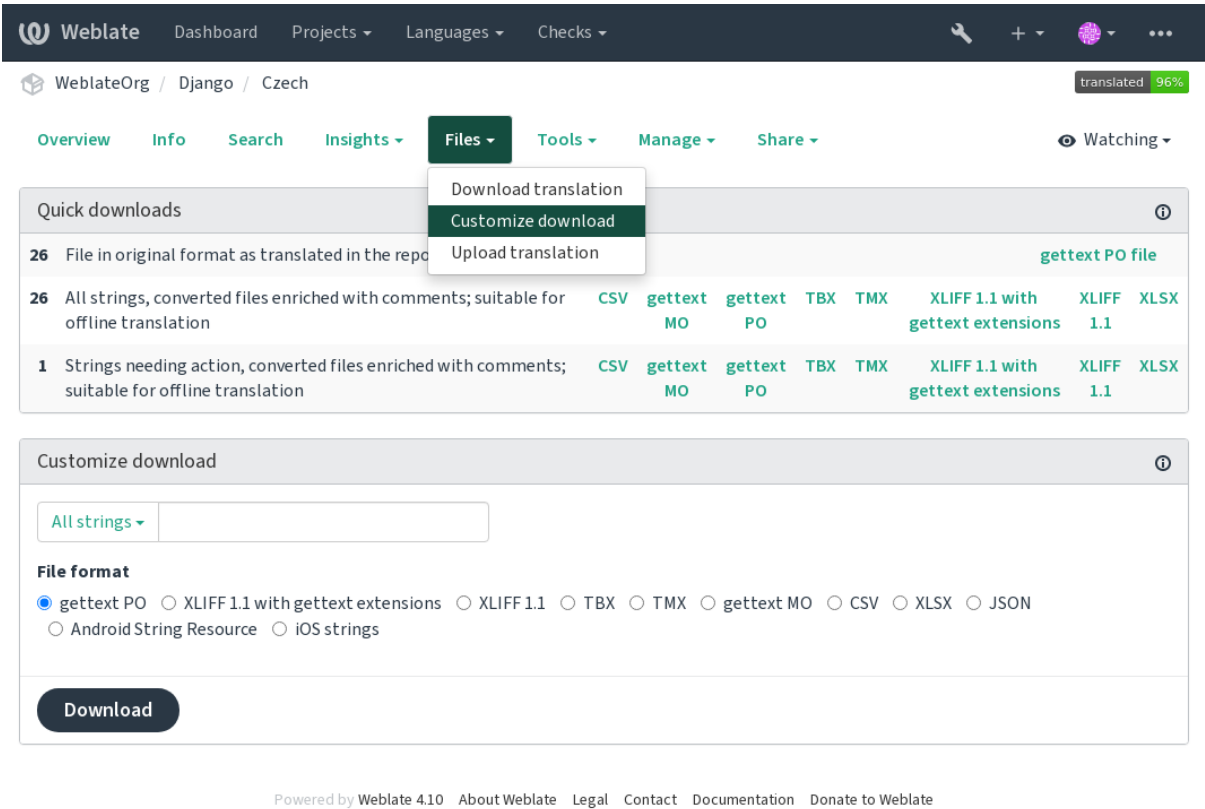 Weblate Dashboard Projects Languages Checks
WeblateOrg / Django / Czech translated 96%
Overview Info Search Insights Files Tools Manage Share Watching
Download translation
Customize download
Upload translation
Quick downloads
26 File in original format as translated in the repo gettext PO file
26 All strings, converted files enriched with comments; suitable for CSV gettext gettext TBX TMX XLIFF 1.1 with XLIFF XLSX
offline translation MO PO gettext extensions 1.1
1 Strings needing action, converted files enriched with comments; CSV gettext gettext TBX TMX XLIFF 1.1 with XLIFF XLSX
suitable for offline translation MO PO gettext extensions 1.1
Customize download
All strings
File format
gettext PO XLIFF 1.1 with gettext extensions XLIFF 1.1 TBX TMX gettext MO CSV XLSX JSON
Android String Resource iOS strings
Download
Powered by Weblate 4.10 About Weblate Legal Contact Documentation Donate to Weblate